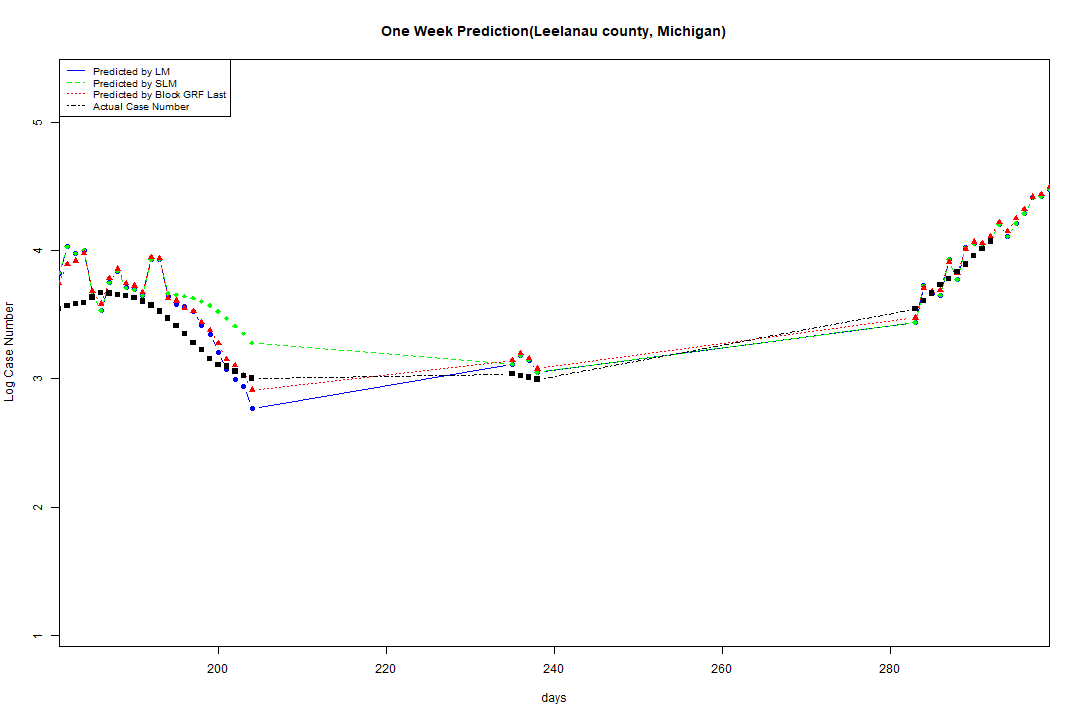 One Week Prediction(Leelanau county, Michigan)
Predicted by LM
Predicted by SLM
Predicted by Block GRF Last
Actual Case Number
5
4
3
2
1
Log Case Number
200
220
240
260
280
days